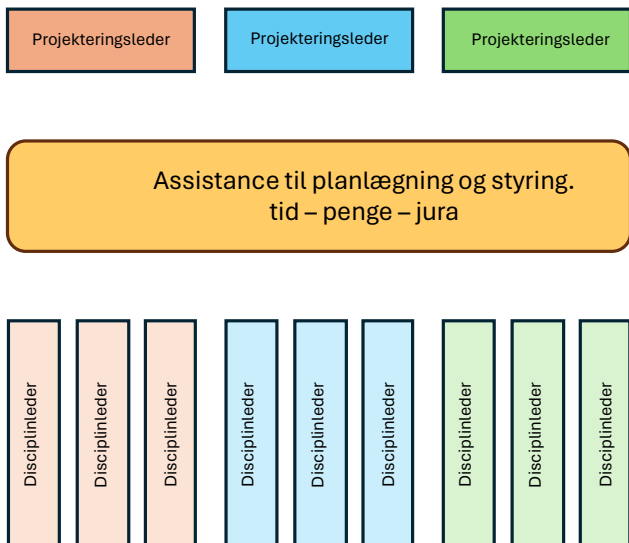 Projekteringsleder
Projekteringsleder
Projekteringsleder
Assistance til planlægning og styring.
tid – penge – jura
Disciplinleder
Disciplinleder
Disciplinleder
Disciplinleder
Disciplinleder
Disciplinleder
Disciplinleder
Disciplinleder
Disciplinleder